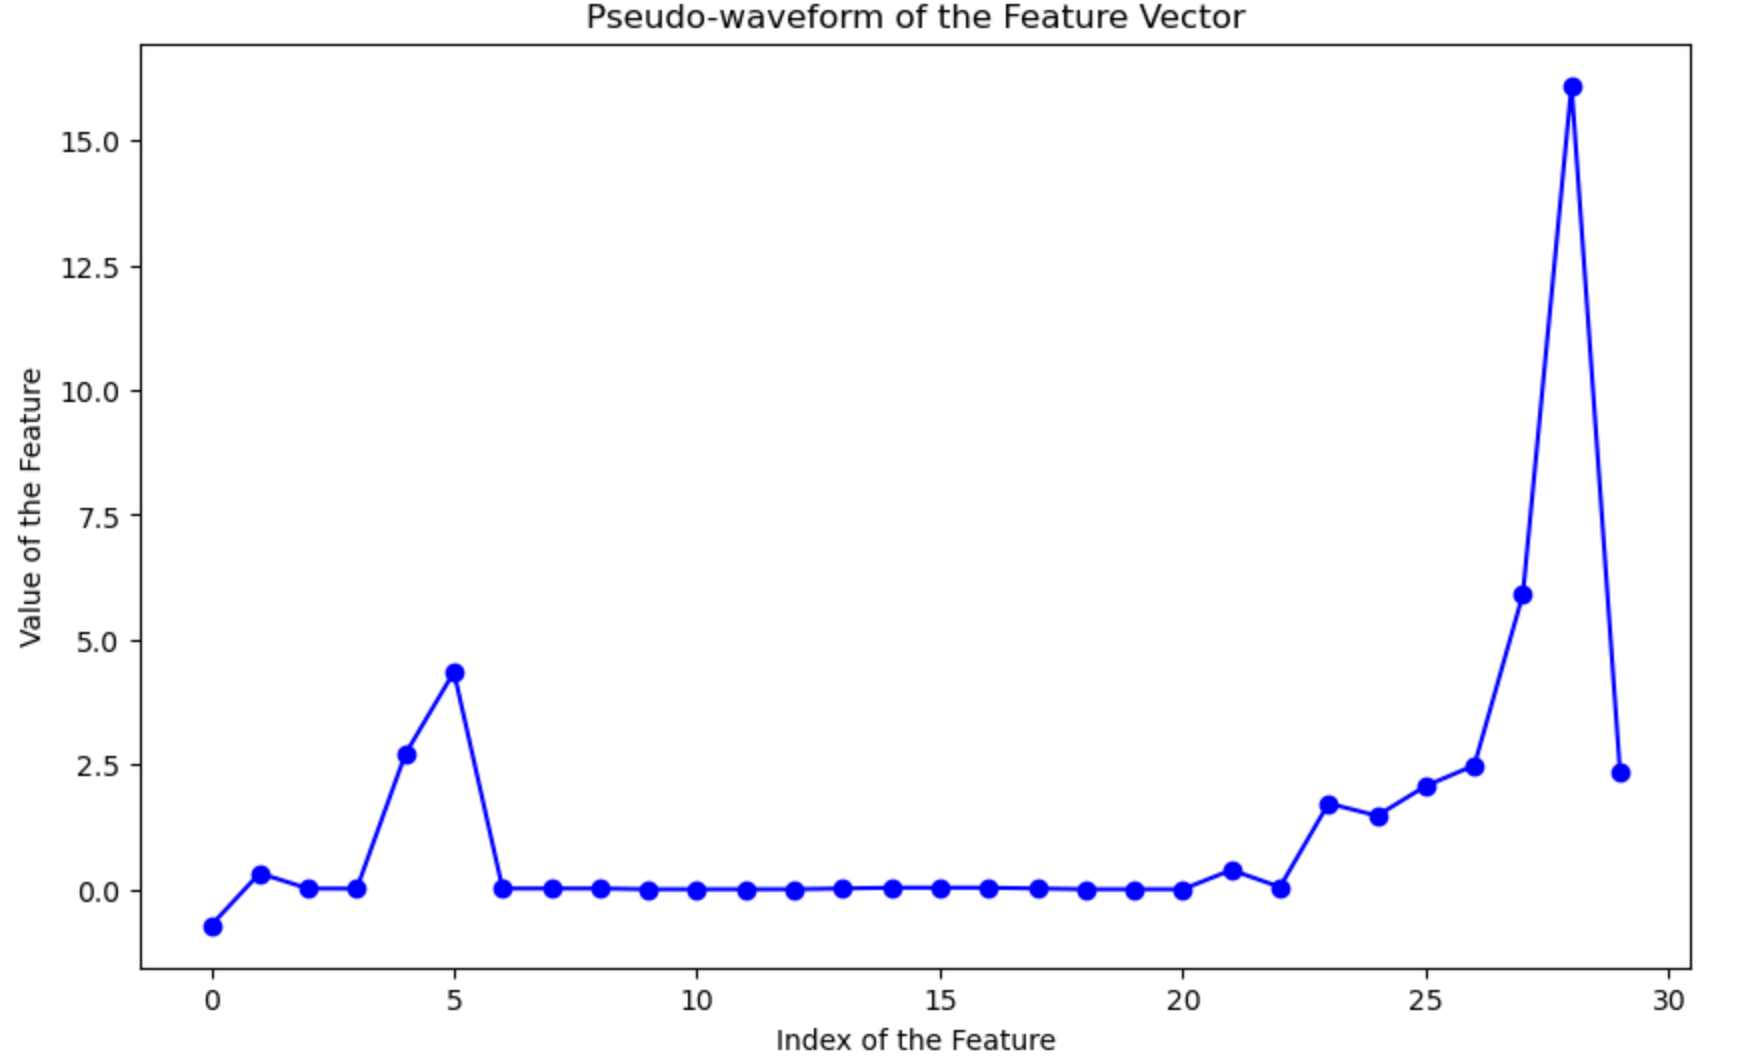 Pseudo-waveform of the Feature Vector
Value of the Feature
15.0
12.5
10.0
7.5
5.0
2.5
0.0
0 5 10 15 20 25 30
Index of the Feature